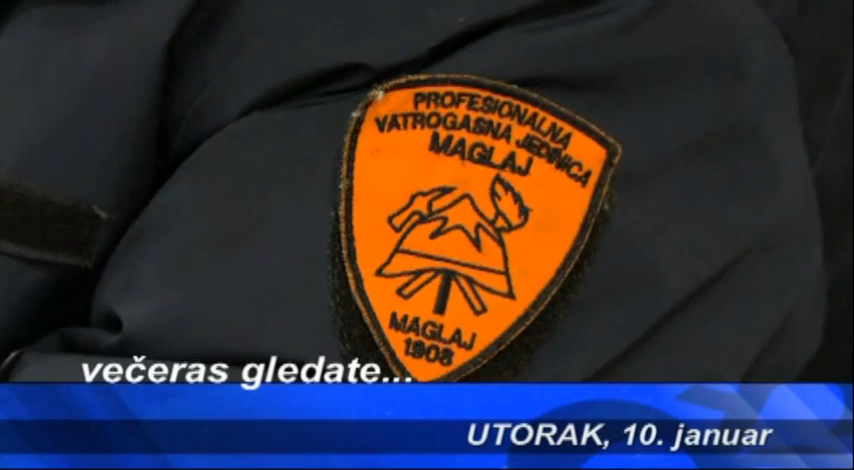 PROFESIONALNA
VATROGASNA JEDINICA
MAGLAJ
MAGLAJ
1908
večeras gledate...
UTORAK, 10. januar